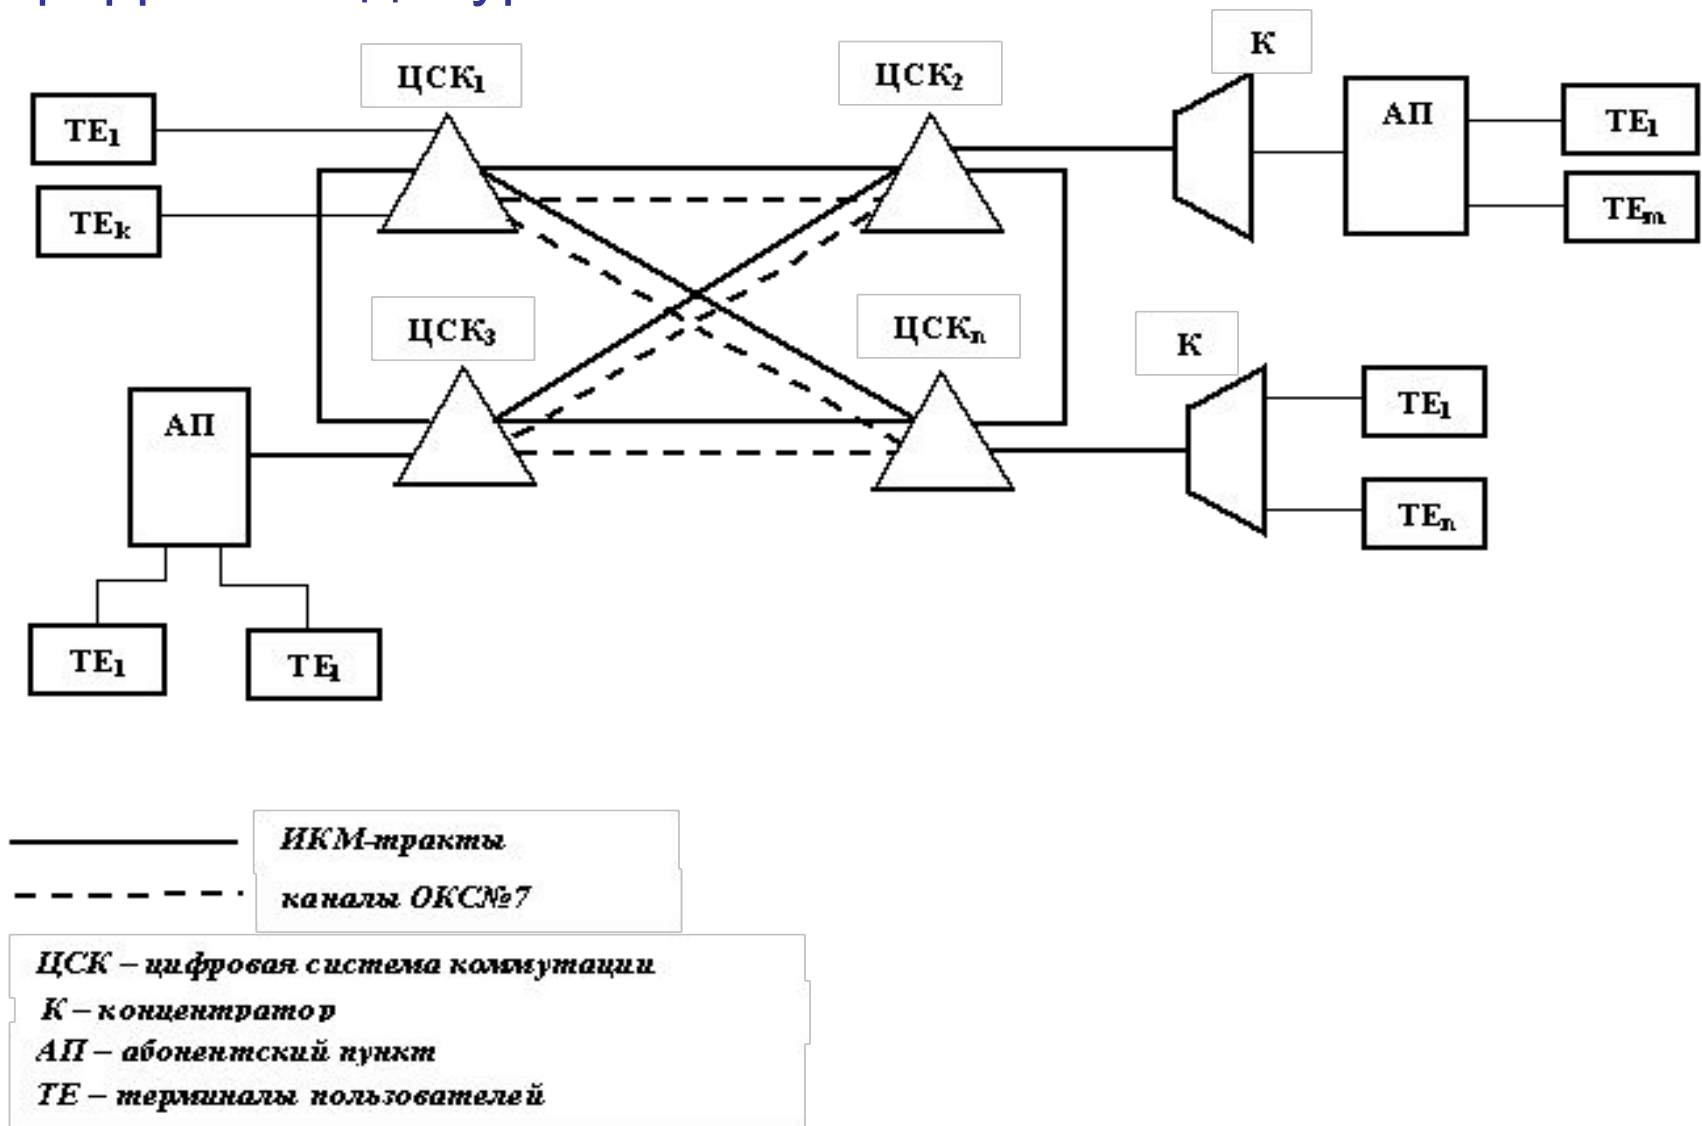 ЦСК₁
ЦСК₂
К
ТЕ₁
АП
ТЕ₁
ТЕₖ
ТЕₘ
ЦСК₃
ЦСКₙ
К
АП
ТЕ₁
ТЕₙ
ТЕ₁
ТЕ₁
ИКМ-тракты
каналы ОКС№7
ЦСК – цифровая система коммутации
К – концентратор
АП – абонентский пункт
ТЕ – терминалы пользователей